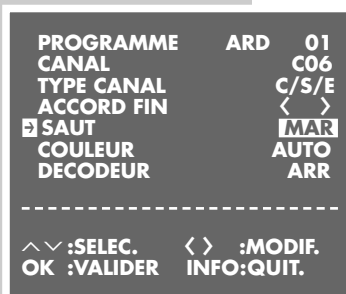 PROGRAMME ARD 01
CANAL C06
TYPE CANAL C/S/E
ACCORD FIN < >
SAUT MAR
COULEUR AUTO
DECODEUR ARR
:SELEC. < > :MODIF.
OK :VALIDER INFO:QUIT.